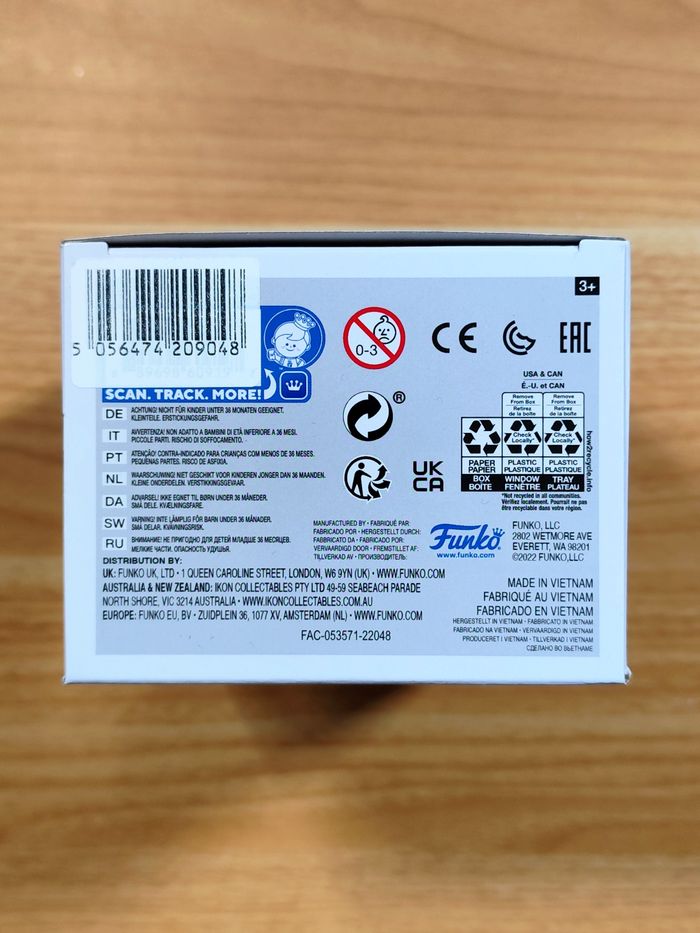 3+
5 056474 209048
0-3
CE
EAC
SCAN. TRACK. MORE!
DE ACHTUNG! NICHT FÜR KINDER UNTER 36 MONATEN GEEIGNET. KLEINTEILE. ERSTICKUNGSGEFAHR.
IT AVVERTENZA! NON ADATTO A BAMBINI DI ETÀ INFERIORE A 36 MESI. PICCOLE PARTI. RISCHIO DI SOFFOCAMENTO.
PT ATENÇÃO! CONTRA-INDICADO PARA CRIANÇAS COM MENOS DE 36 MESES. PEQUENAS PARTES. RISCO DE ASFIXIA.
NL WAARSCHUWING! NIET GESCHIKT VOOR KINDEREN JONGER DAN 36 MAANDEN. KLEINE ONDERDELEN. VERSTIKKINGSGEVAAR.
DA ADVARSEL! IKKE EGNET TIL BØRN UNDER 36 MÅNEDER. SMÅ DELE. KVÆLNINGSFARE.
SW VARNING! INTE LÄMPLIG FÖR BARN UNDER 36 MÅNADER. SMÅ DELAR. KVÄVNINGSRISK.
RU ВНИМАНИЕ! НЕ ПРИГОДНО ДЛЯ ДЕТЕЙ МЛАДШЕ 36 МЕСЯЦЕВ. МЕЛКИЕ ЧАСТИ. ОПАСНОСТЬ УДУШЬЯ.
®
UK
CA
USA & CAN
É.-U. et CAN
Remove From Box
Retirez de la boîte
Remove From Box
Retirez de la boîte
Check Locally*
Check Locally*
PAPER PAPIER
PLASTIC PLASTIQUE
PLASTIC PLASTIQUE
BOX BOÎTE
WINDOW FENÊTRE
TRAY PLATEAU
*Not recycled in all communities.
Vérifiez localement. Pourrait ne pas
être recyclé dans votre région.
how2recycle.info
MANUFACTURED BY • FABRIQUÉ PAR:
FABRICADO POR • HERGESTELLT DURCH:
FABBRICATO DA • FABRICADO POR:
VERVAARDIGD DOOR • FREMSTILLET AF:
TILLVERKAD AV • ПРОИЗВОДИТЕЛЬ:
Funko®
www.funko.com
FUNKO, LLC
2802 WETMORE AVE
EVERETT, WA 98201
©2022 FUNKO,LLC
DISTRIBUTION BY:
UK: FUNKO UK, LTD • 1 QUEEN CAROLINE STREET, LONDON, W6 9YN (UK) • WWW.FUNKO.COM
AUSTRALIA & NEW ZEALAND: IKON COLLECTABLES PTY LTD 49-59 SEABEACH PARADE
NORTH SHORE, VIC 3214 AUSTRALIA • WWW.IKONCOLLECTABLES.COM.AU
EUROPE: FUNKO EU, BV • ZUIDPLEIN 36, 1077 XV, AMSTERDAM (NL) • WWW.FUNKO.COM
FAC-053571-22048
MADE IN VIETNAM
FABRIQUÉ AU VIETNAM
FABRICADO EN VIETNAM
HERGESTELLT IN VIETNAM • FABBRICATO IN VIETNAM
FABRICADO NA VIETNAM • VERVAARDIGD IN VIETNAM
PRODUCERET I VIETNAM • TILLVERKAD I VIETNAM
СДЕЛАНО ВО ВЬЕТНАМЕ